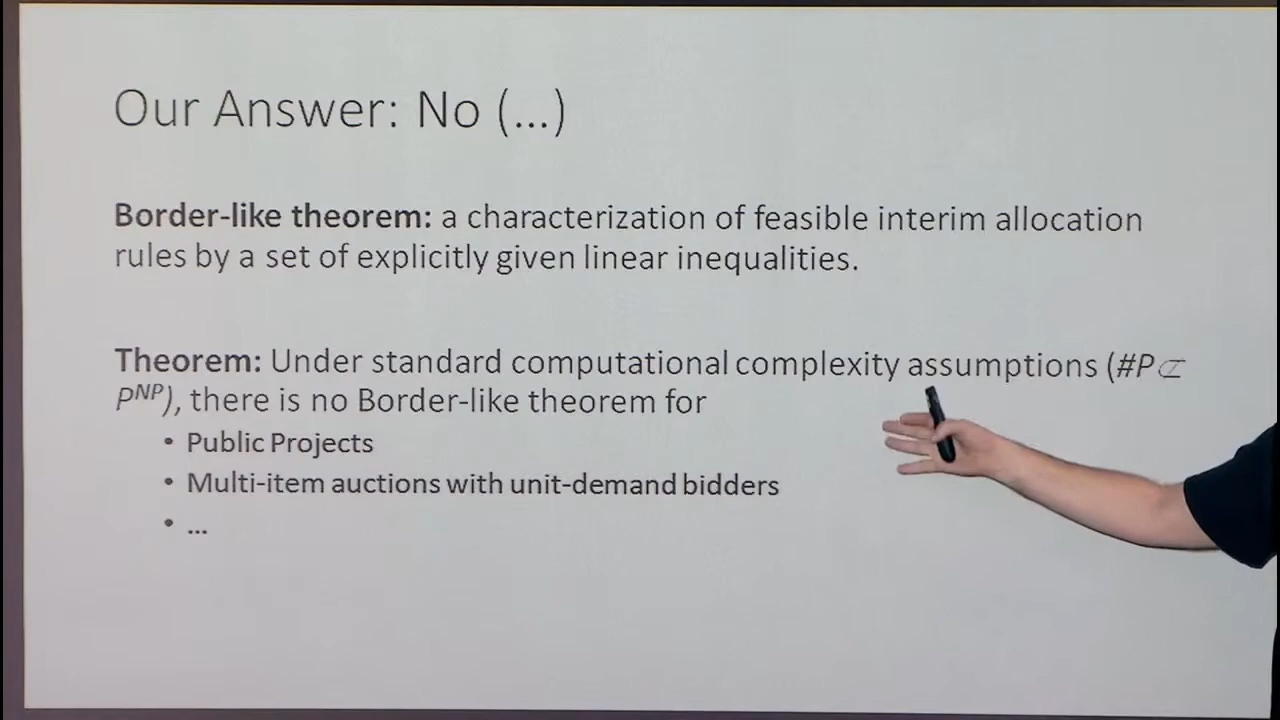 Our Answer: No (...)
Border-like theorem: a characterization of feasible interim allocation
rules by a set of explicitly given linear inequalities.
Theorem: Under standard computational complexity assumptions (#P ⊄
Pᴺᴾ), there is no Border-like theorem for
• Public Projects
• Multi-item auctions with unit-demand bidders
• ...